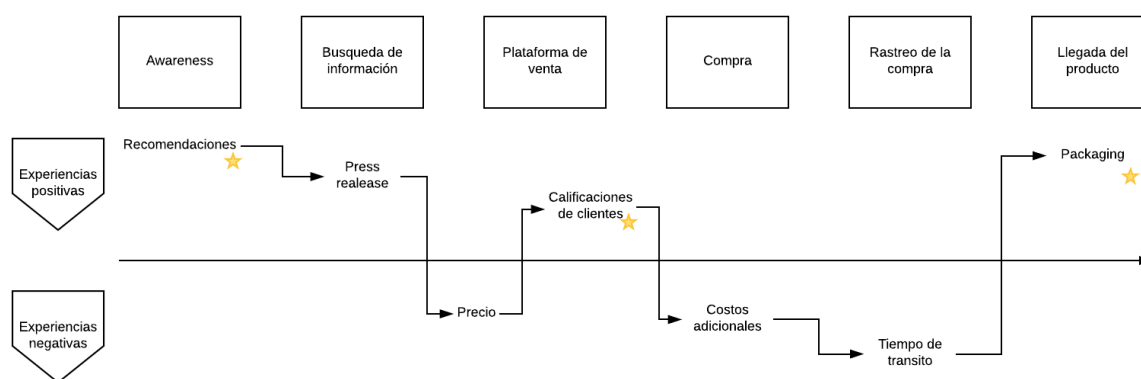 Awareness
Busqueda de
información
Plataforma de
venta
Compra
Rastreo de la
compra
Llegada del
producto
Experiencias
positivas
Recomendaciones
Press
realease
Calificaciones
de clientes
Packaging
Experiencias
negativas
Precio
Costos
adicionales
Tiempo de
transito